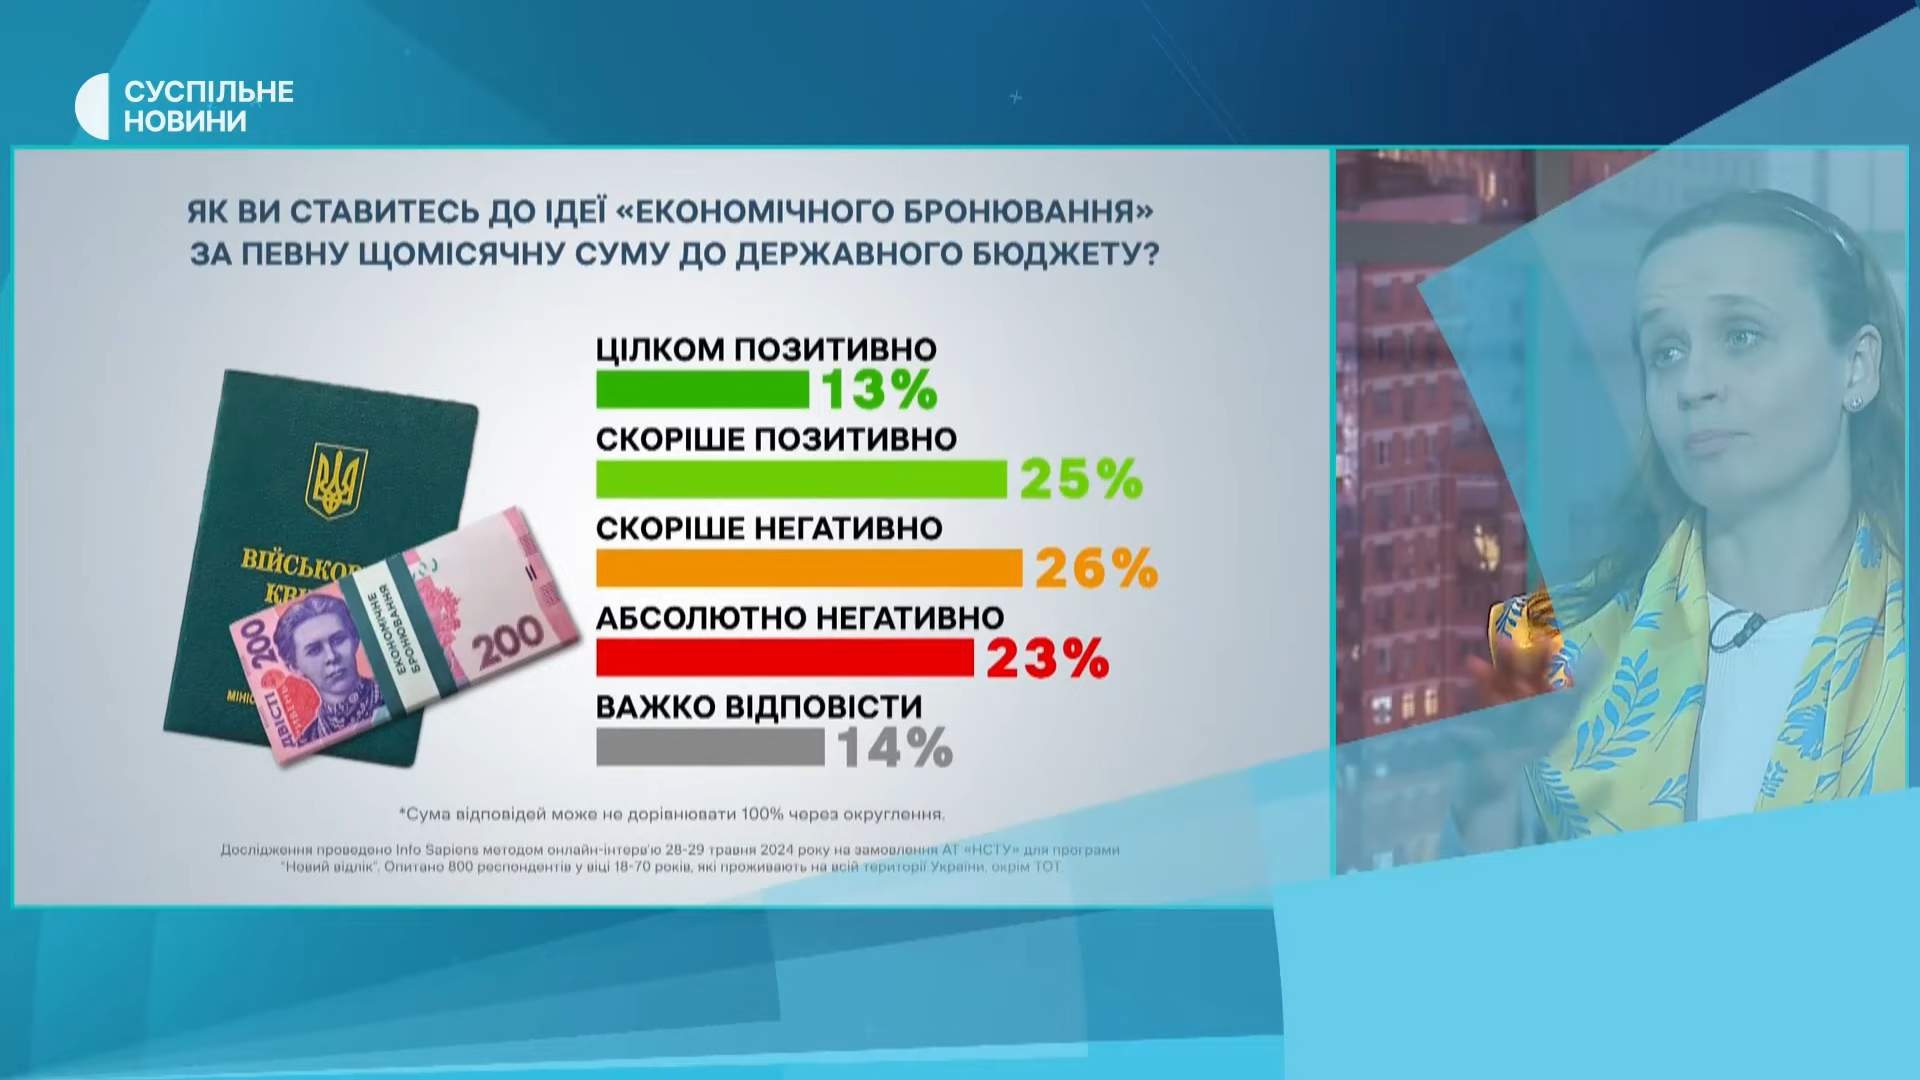 СУСПІЛЬНЕ
НОВИНИ
ЯК ВИ СТАВИТЕСЬ ДО ІДЕЇ «ЕКОНОМІЧНОГО БРОНЮВАННЯ»
ЗА ПЕВНУ ЩОМІСЯЧНУ СУМУ ДО ДЕРЖАВНОГО БЮДЖЕТУ?
ЦІЛКОМ ПОЗИТИВНО
13%
СКОРІШЕ ПОЗИТИВНО
25%
СКОРІШЕ НЕГАТИВНО
26%
АБСОЛЮТНО НЕГАТИВНО
23%
ВАЖКО ВІДПОВІСТИ
14%
ВІЙСЬКОВ
КВИ
МІНІС
200
ДВІСТІ
ГРИВЕНЬ
ЕКОНОМІЧНЕ
БРОНЮВАННЯ
200
*Сума відповідей може не дорівнювати 100% через округлення.
Дослідження проведено Info Sapiens методом онлайн-інтерв'ю 28-29 травня 2024 року на замовлення АТ «НСТУ» для програми
"Новий відлік". Опитано 800 респондентів у віці 18-70 років, які проживають на всій території України, окрім ТОТ.